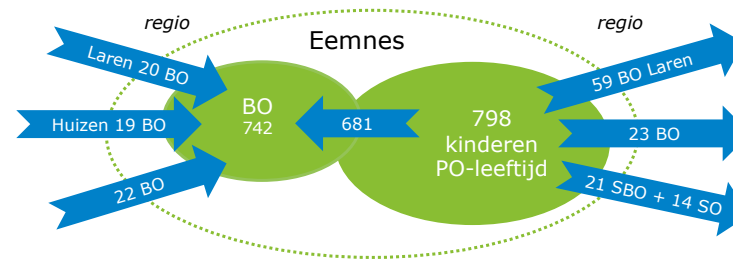 regio
regio
Eemnes
Laren 20 BO
Huizen 19 BO
22 BO
BO
742
681
798
kinderen
PO-leeftijd
59 BO Laren
23 BO
21 SBO + 14 SO